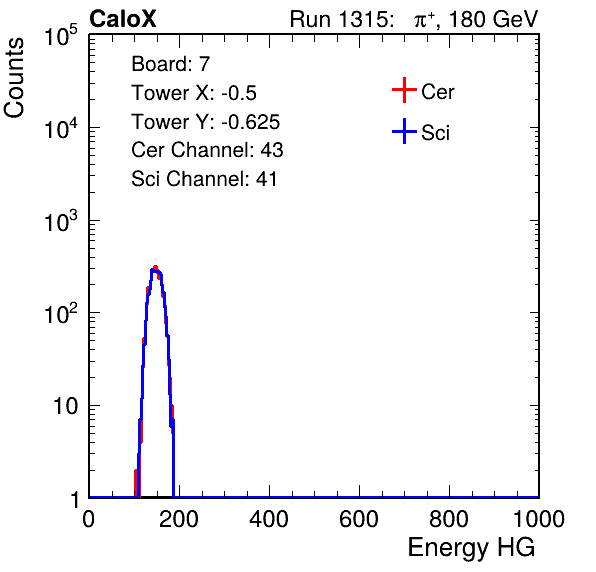 CaloX Run 1315: π⁺, 180 GeV
Counts
10⁵
10⁴
10³
10²
10
1
Board: 7
Tower X: -0.5
Tower Y: -0.625
Cer Channel: 43
Sci Channel: 41
Cer
Sci
0 200 400 600 800 1000
Energy HG